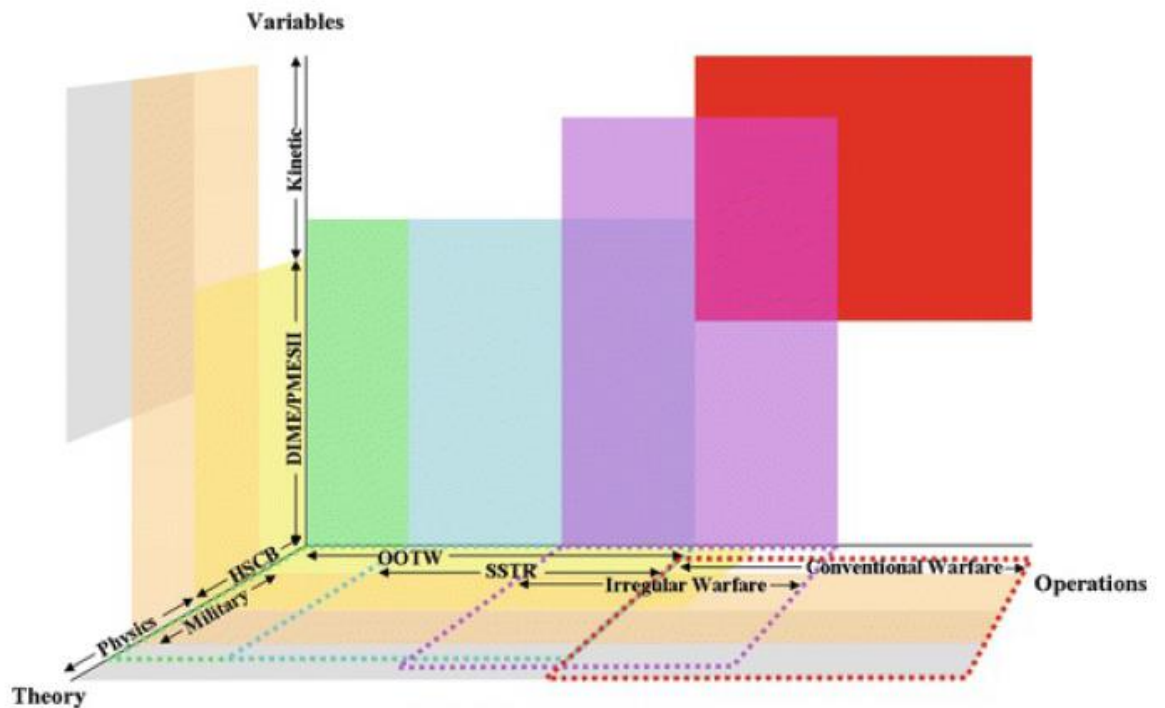 Variables
Kinetic
DIME/PMESII
HSCB
OOTW
SSTR
Conventional Warfare
Irregular Warfare
Operations
Military
Physics
Theory